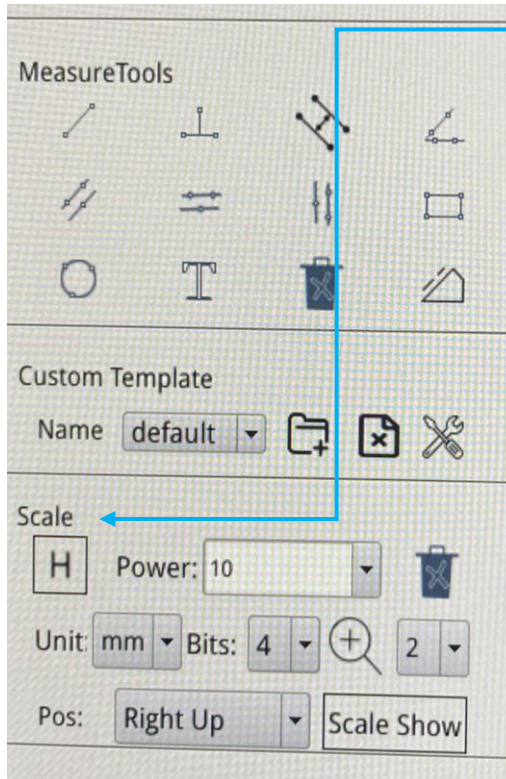 MeasureTools
T
Custom Template
Name default
Scale
H Power: 10
Unit: mm Bits: 4 2
Pos: Right Up Scale Show